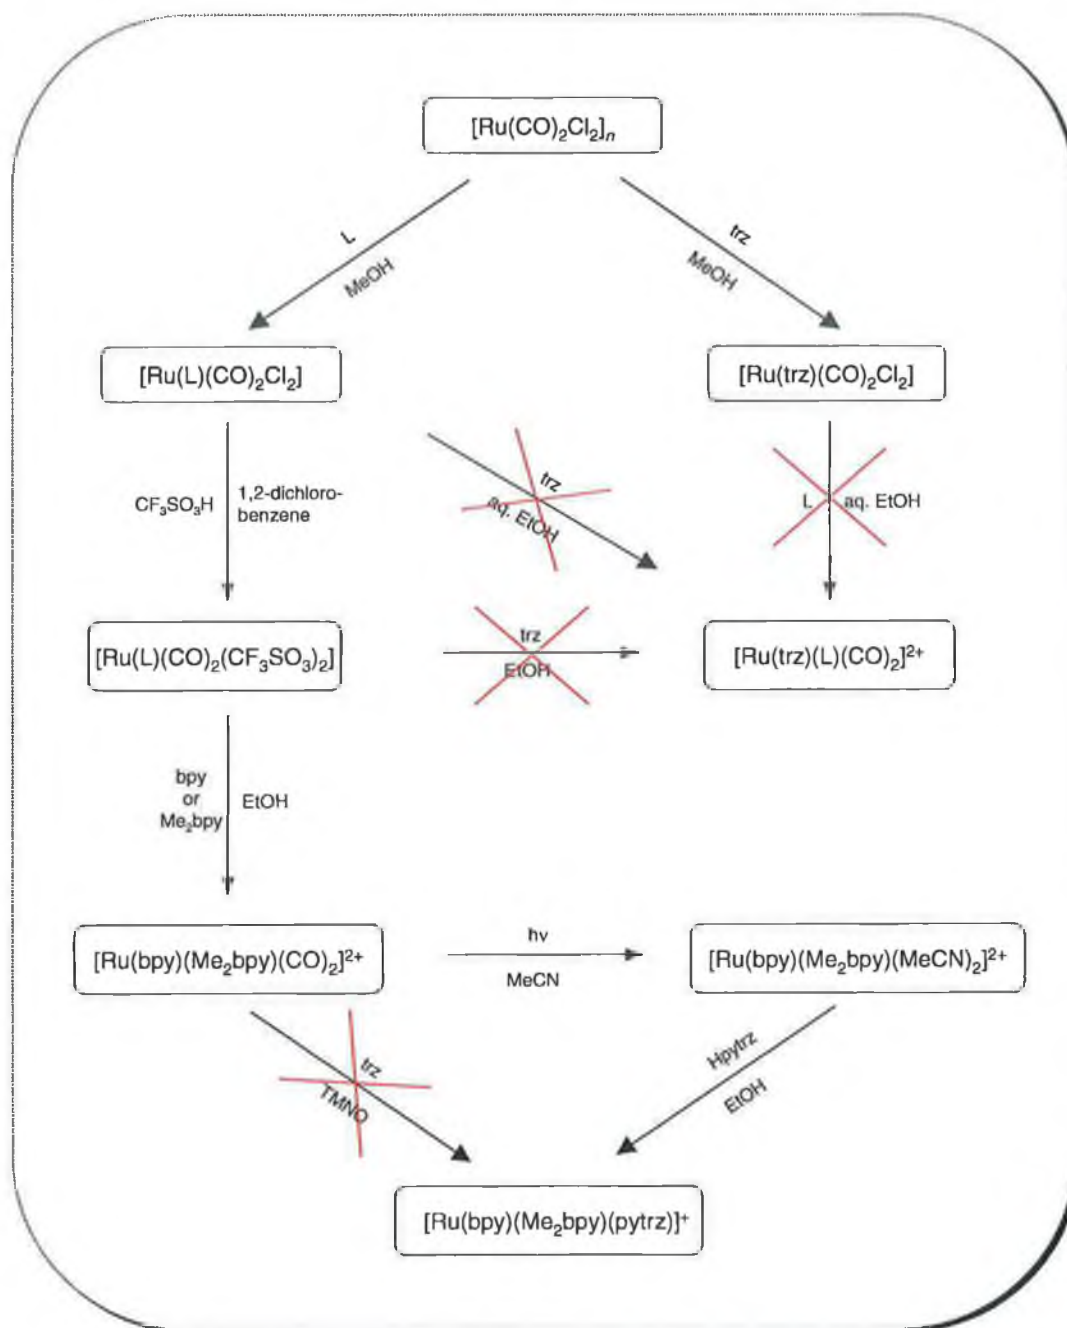 [Ru(CO)₂Cl₂]ₙ
L
MeOH
trz
MeOH
[Ru(L)(CO)₂Cl₂]
[Ru(trz)(CO)₂Cl₂]
CF₃SO₃H
1,2-dichloro-
benzene
trz
aq. EtOH
L
aq. EtOH
[Ru(L)(CO)₂(CF₃SO₃)₂]
trz
EtOH
[Ru(trz)(L)(CO)₂]²⁺
bpy
or
Me₂bpy
EtOH
[Ru(bpy)(Me₂bpy)(CO)₂]²⁺
hν
MeCN
[Ru(bpy)(Me₂bpy)(MeCN)₂]²⁺
trz
TMNO
Hpytrz
EtOH
[Ru(bpy)(Me₂bpy)(pytrz)]⁺